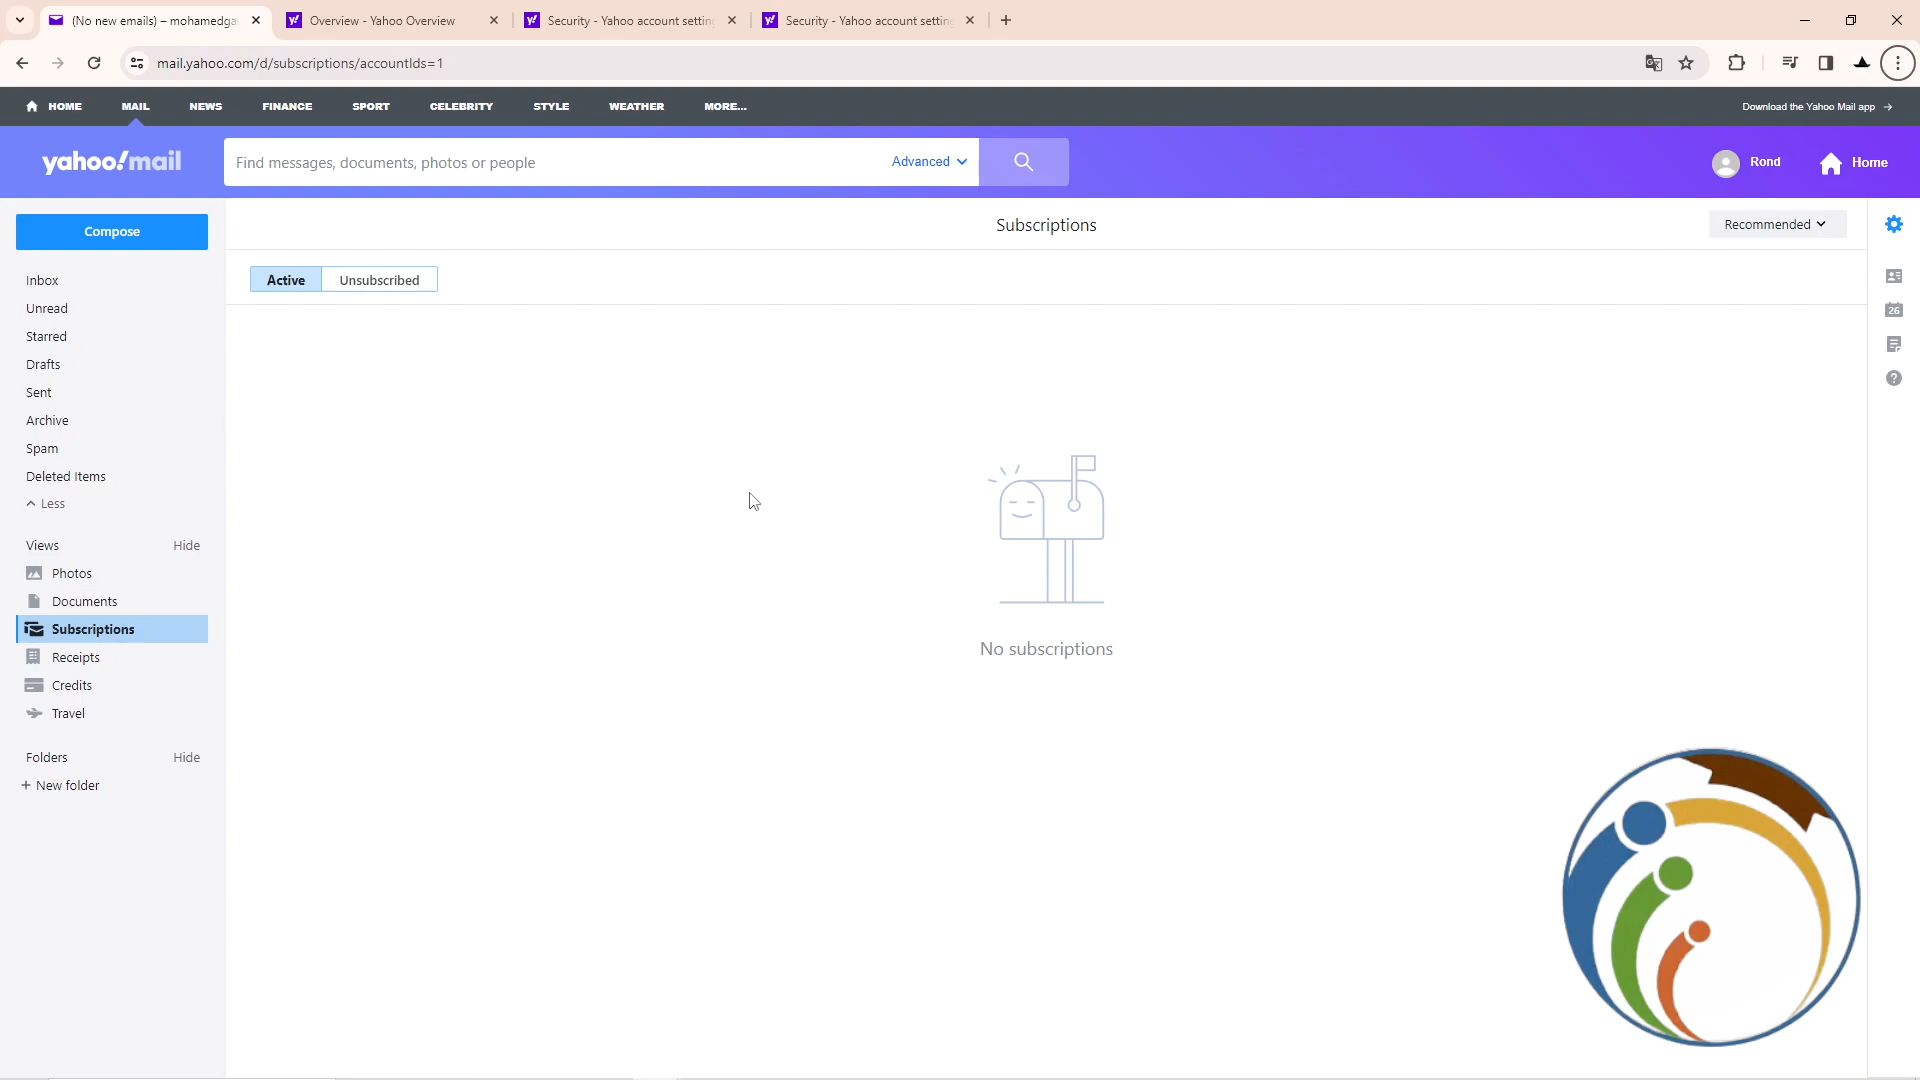 (No new emails) – mohamedga
Overview - Yahoo Overview
Security - Yahoo account settin
Security - Yahoo account settin
mail.yahoo.com/d/subscriptions/accountIds=1
HOME
MAIL
NEWS
FINANCE
SPORT
CELEBRITY
STYLE
WEATHER
MORE...
Download the Yahoo Mail app →
yahoo!mail
Find messages, documents, photos or people
Advanced
Rond
Home
Compose
Subscriptions
Recommended
Active
Unsubscribed
Inbox
Unread
Starred
Drafts
Sent
Archive
Spam
Deleted Items
Less
Views
Hide
Photos
Documents
Subscriptions
Receipts
Credits
Travel
Folders
Hide
+ New folder
26
No subscriptions